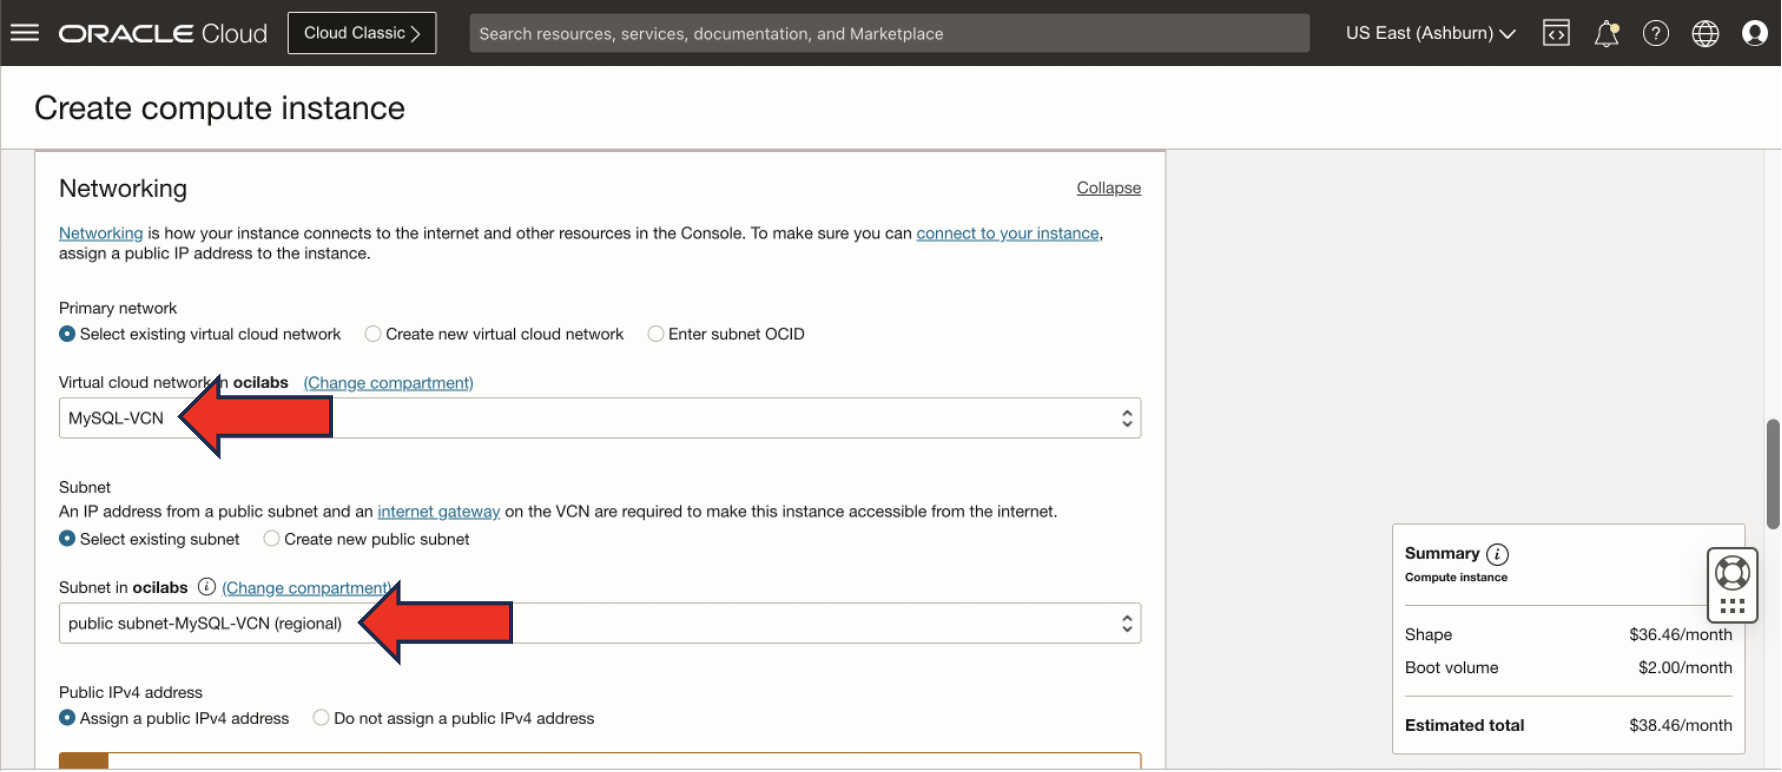 ORACLE Cloud
Cloud Classic
Search resources, services, documentation, and Marketplace
US East (Ashburn)
Create compute instance
Networking
Collapse
Networking is how your instance connects to the internet and other resources in the Console. To make sure you can connect to your instance,
assign a public IP address to the instance.
Primary network
Select existing virtual cloud network
Create new virtual cloud network
Enter subnet OCID
Virtual cloud network in ocilabs (Change compartment)
MySQL-VCN
Subnet
An IP address from a public subnet and an internet gateway on the VCN are required to make this instance accessible from the internet.
Select existing subnet
Create new public subnet
Subnet in ocilabs (Change compartment)
public subnet-MySQL-VCN (regional)
Public IPv4 address
Assign a public IPv4 address
Do not assign a public IPv4 address
Summary
Compute instance
Shape $36.46/month
Boot volume $2.00/month
Estimated total $38.46/month